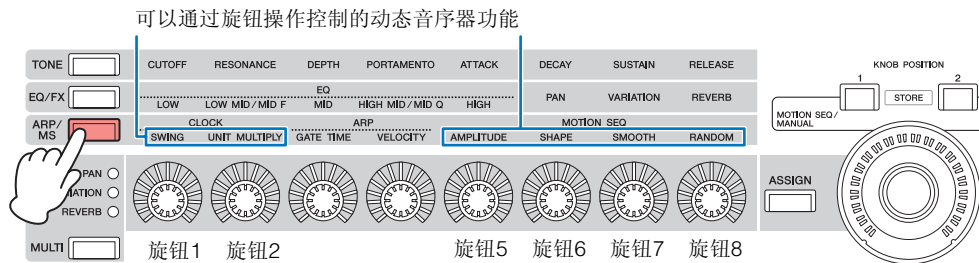 可以通过旋钮操作控制的动态音序器功能
TONE CUTOFF RESONANCE DEPTH PORTAMENTO ATTACK DECAY SUSTAIN RELEASE
KNOB POSITION
1 2
EQ/FX EQ PAN VARIATION REVERB
LOW LOW MID/MID F MID HIGH MID/MID Q HIGH
STORE
MOTION SEQ/
MANUAL
ARP/
MS
CLOCK ARP MOTION SEQ
SWING UNIT MULTIPLY GATE TIME VELOCITY AMPLITUDE SHAPE SMOOTH RANDOM
PAN
IATION
REVERB
ASSIGN
MULTI
旋钮1 旋钮2 旋钮5 旋钮6 旋钮7 旋钮8